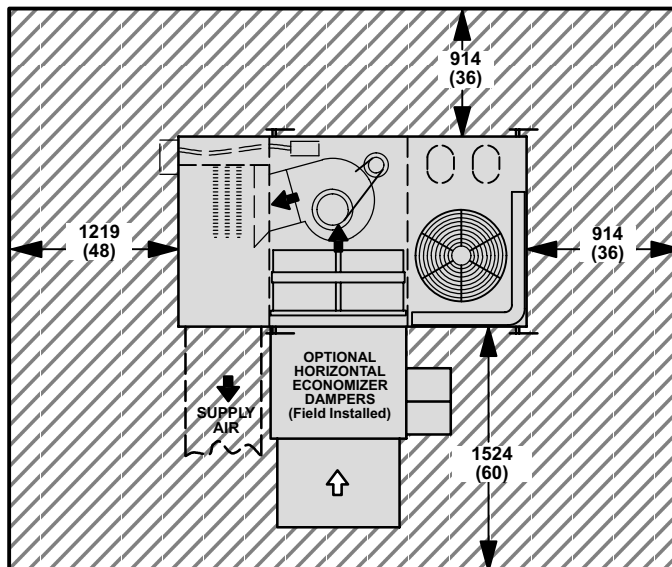 914
(36)
1219
(48)
914
(36)
OPTIONAL
HORIZONTAL
ECONOMIZER
DAMPERS
(Field Installed)
SUPPLY
AIR
1524
(60)